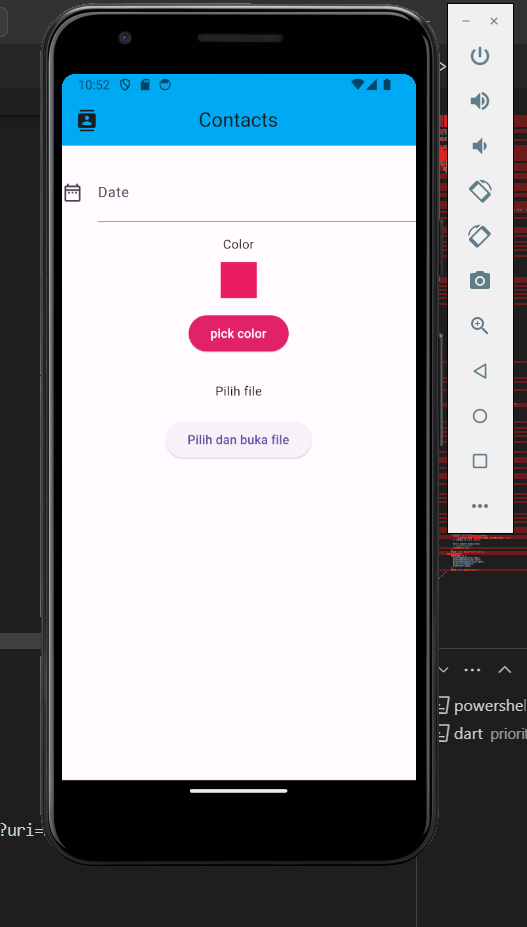 10:52
Contacts
Date
Color
pick color
Pilih file
Pilih dan buka file
powershel
dart priorit
?uri=